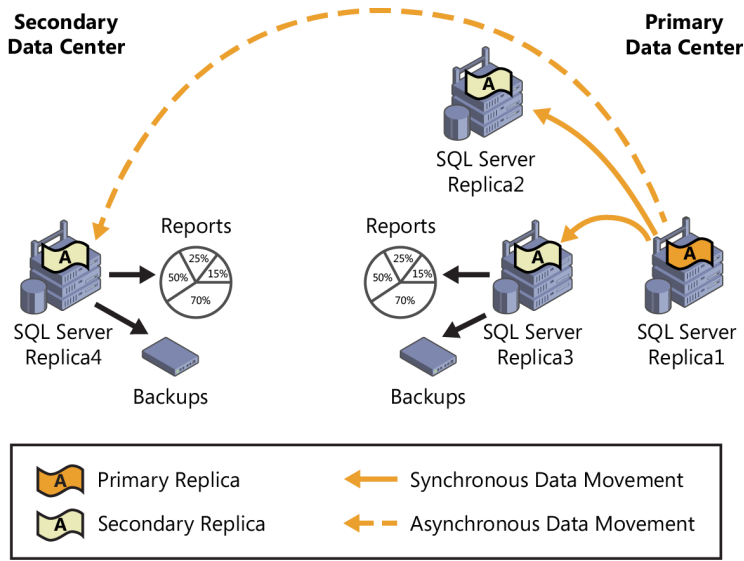 Secondary
Data Center
Primary
Data Center
A
SQL Server
Replica2
A
SQL Server
Replica4
Reports
25%
50%
15%
70%
Backups
Reports
25%
50%
15%
70%
Backups
A
SQL Server
Replica3
A
SQL Server
Replica1
A Primary Replica
Synchronous Data Movement
A Secondary Replica
Asynchronous Data Movement